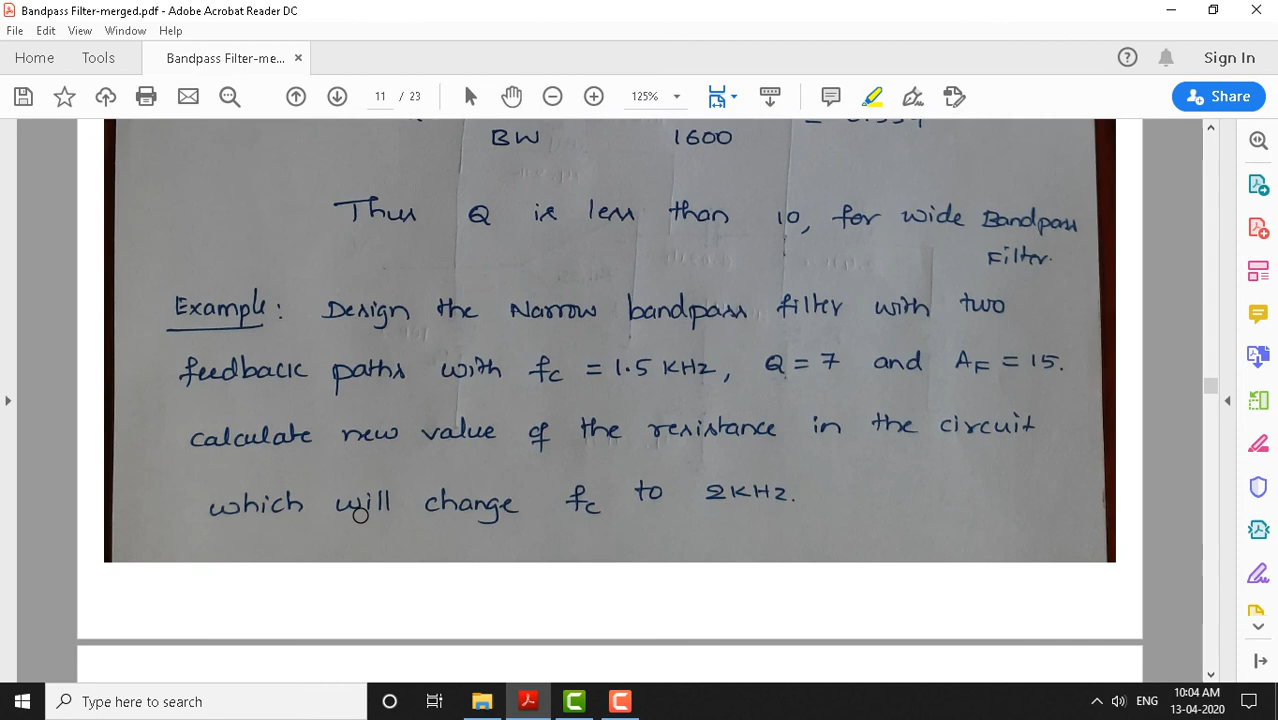 Bandpass Filter-merged.pdf - Adobe Acrobat Reader DC
File Edit View Window Help
Home Tools Bandpass Filter-me... ×
Sign In
11 / 23 125% Share
BW 1600
Thus Q is less than 10, for wide Bandpass
Filter.
Example: Design the Narrow bandpass filter with two
feedback paths with fc = 1.5 KHz, Q = 7 and AF = 15.
calculate new value of the resistance in the circuit
which will change fc to 2KHz.
Type here to search
ENG
10:04 AM
13-04-2020